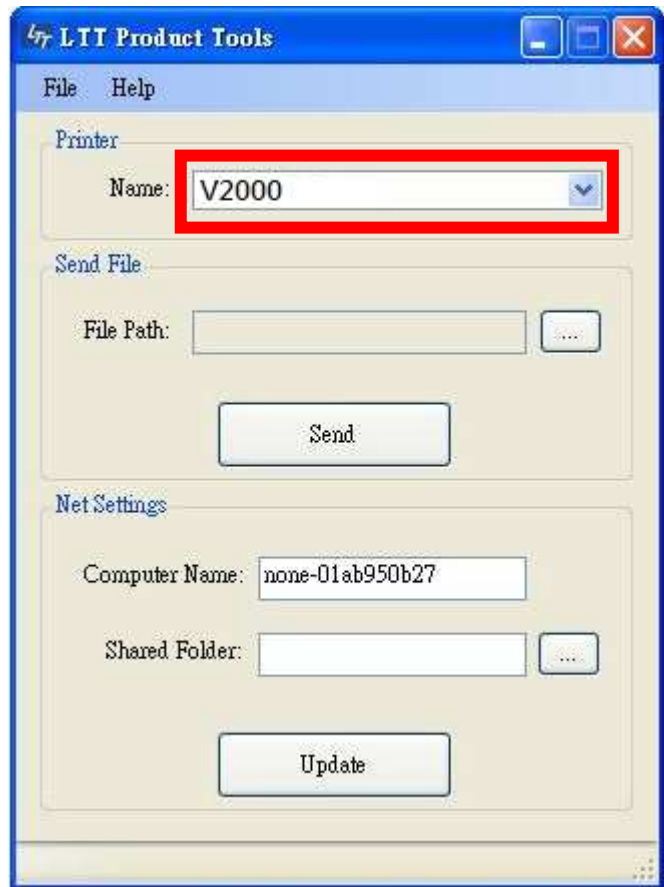 LTT LTT Product Tools
File Help
Printer
Name: V2000
Send File
File Path: ...
Send
Net Settings
Computer Name: none-01ab950b27
Shared Folder: ...
Update